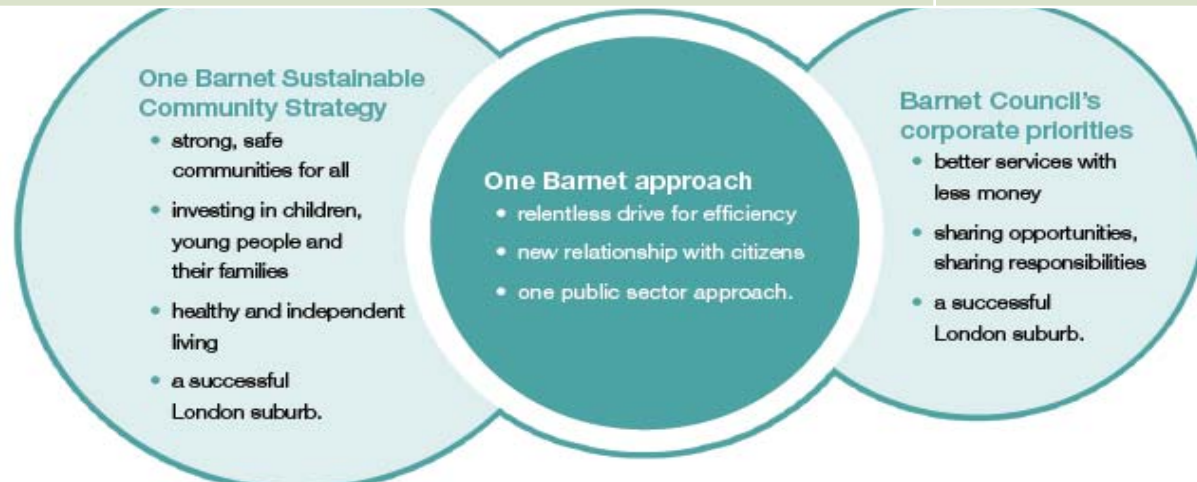 One Barnet Sustainable
Community Strategy
• strong, safe
communities for all
• investing in children,
young people and
their families
• healthy and independent
living
• a successful
London suburb.
One Barnet approach
• relentless drive for efficiency
• new relationship with citizens
• one public sector approach.
Barnet Council's
corporate priorities
• better services with
less money
• sharing opportunities,
sharing responsibilities
• a successful
London suburb.